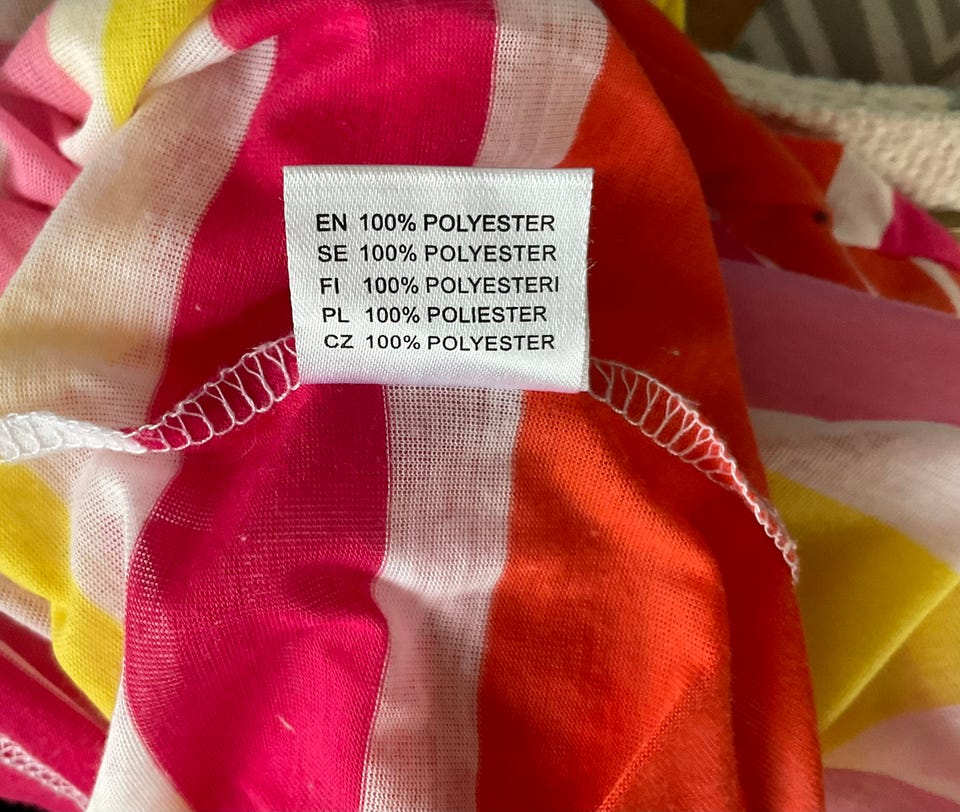 EN 100% POLYESTER
SE 100% POLYESTER
FI 100% POLYESTERI
PL 100% POLIESTER
CZ 100% POLYESTER